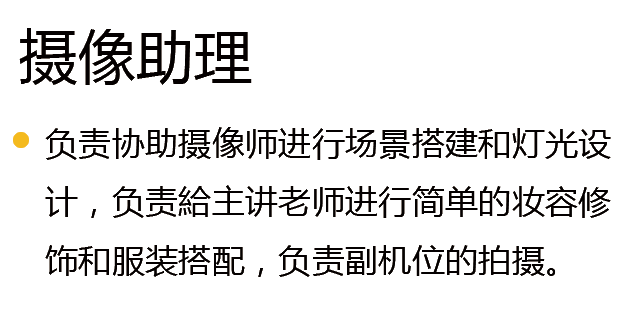 摄像助理
负责协助摄像师进行场景搭建和灯光设
计，负责給主讲老师进行简单的妆容修
饰和服装搭配，负责副机位的拍摄。